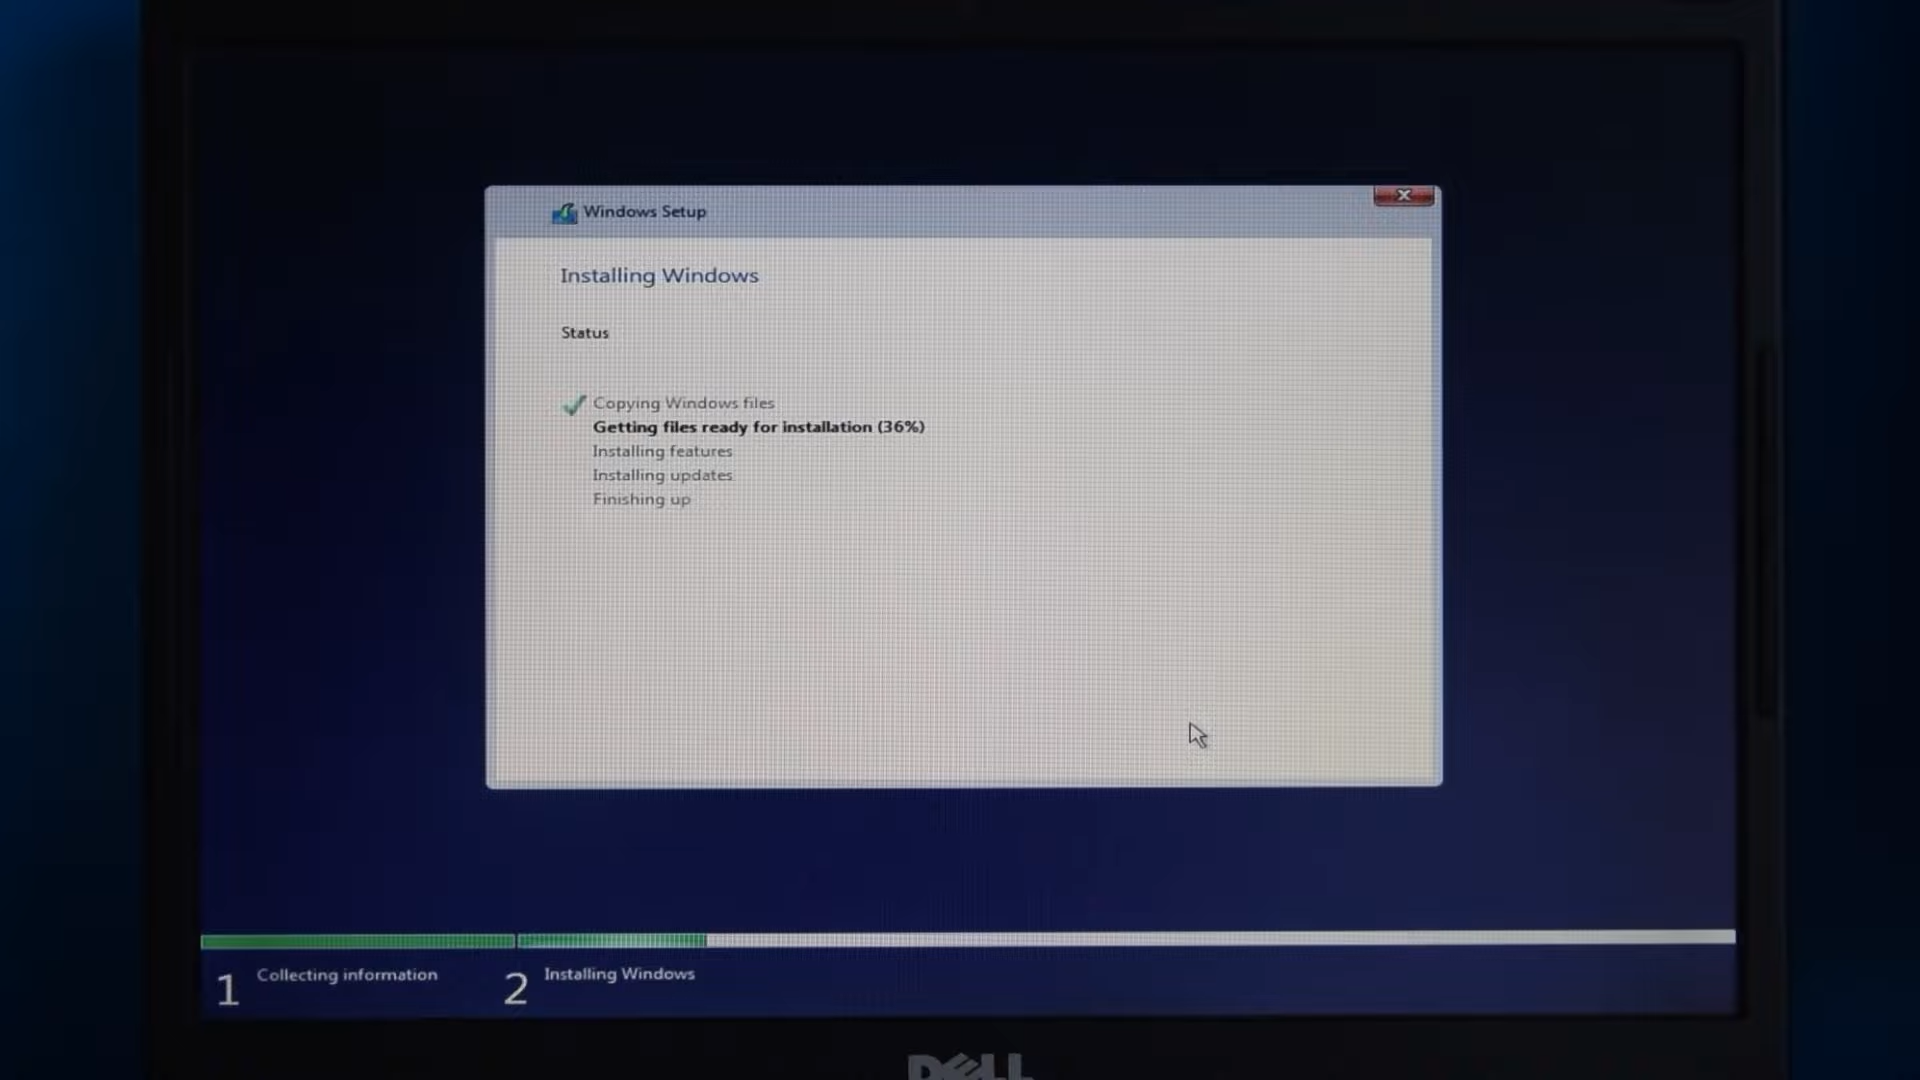 Windows Setup
Installing Windows
Status
Copying Windows files
Getting files ready for installation (36%)
Installing features
Installing updates
Finishing up
1 Collecting information
2 Installing Windows
DELL